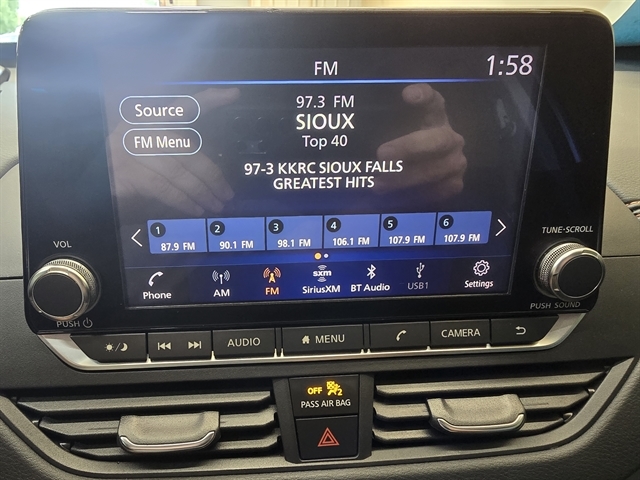 FM
1:58
Source
FM Menu
97.3 FM
SIOUX
Top 40
97-3 KKRC SIOUX FALLS
GREATEST HITS
1
87.9 FM
2
90.1 FM
3
98.1 FM
4
106.1 FM
5
107.9 FM
6
107.9 FM
Phone
AM
FM
sxm
SiriusXM
BT Audio
USB1
Settings
VOL
PUSH
TUNE·SCROLL
PUSH SOUND
AUDIO
MENU
CAMERA
OFF
2
PASS AIR BAG